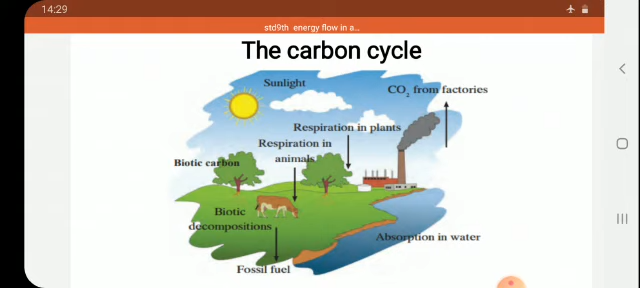 14:29
std9th energy flow in a...
The carbon cycle
Sunlight
CO2 from factories
Respiration in plants
Respiration in
animals
Biotic carbon
Biotic
decompositions
Absorption in water
Fossil fuel